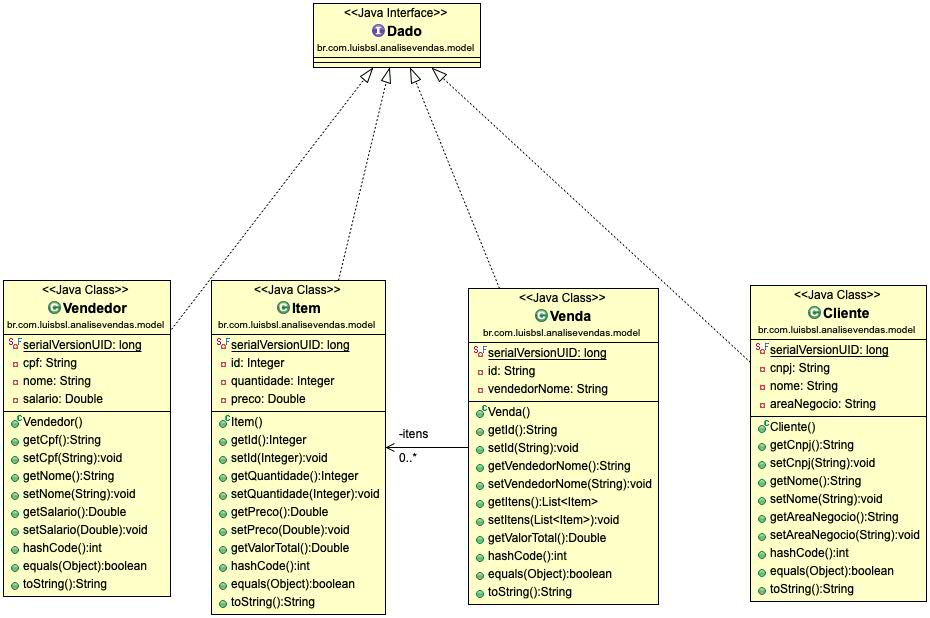 <<Java Interface>>
Dado
br.com.luisbsl.analisevendas.model
<<Java Class>>
Vendedor
br.com.luisbsl.analisevendas.model
serialVersionUID: long
cpf: String
nome: String
salario: Double
Vendedor()
getCpf():String
setCpf(String):void
getNome():String
setNome(String):void
getSalario():Double
setSalario(Double):void
hashCode():int
equals(Object):boolean
toString():String
<<Java Class>>
Item
br.com.luisbsl.analisevendas.model
serialVersionUID: long
id: Integer
quantidade: Integer
preco: Double
Item()
getId():Integer
setId(Integer):void
getQuantidade():Integer
setQuantidade(Integer):void
getPreco():Double
setPreco(Double):void
getValorTotal():Double
hashCode():int
equals(Object):boolean
toString():String
-itens
0..*
<<Java Class>>
Venda
br.com.luisbsl.analisevendas.model
serialVersionUID: long
id: String
vendedorNome: String
Venda()
getId():String
setId(String):void
getVendedorNome():String
setVendedorNome(String):void
getItens():List<Item>
setItens(List<Item>):void
getValorTotal():Double
hashCode():int
equals(Object):boolean
toString():String
<<Java Class>>
Cliente
br.com.luisbsl.analisevendas.model
serialVersionUID: long
cnpj: String
nome: String
areaNegocio: String
Cliente()
getCnpj():String
setCnpj(String):void
getNome():String
setNome(String):void
getAreaNegocio():String
setAreaNegocio(String):void
hashCode():int
equals(Object):boolean
toString():String